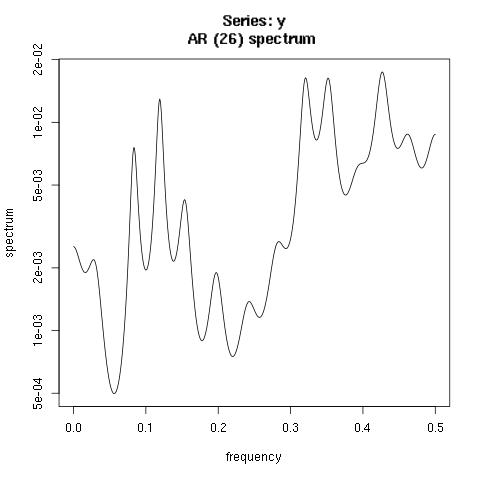 Series: y
AR (26) spectrum
spectrum
2e-02
1e-02
5e-03
2e-03
1e-03
5e-04
0.0 0.1 0.2 0.3 0.4 0.5
frequency